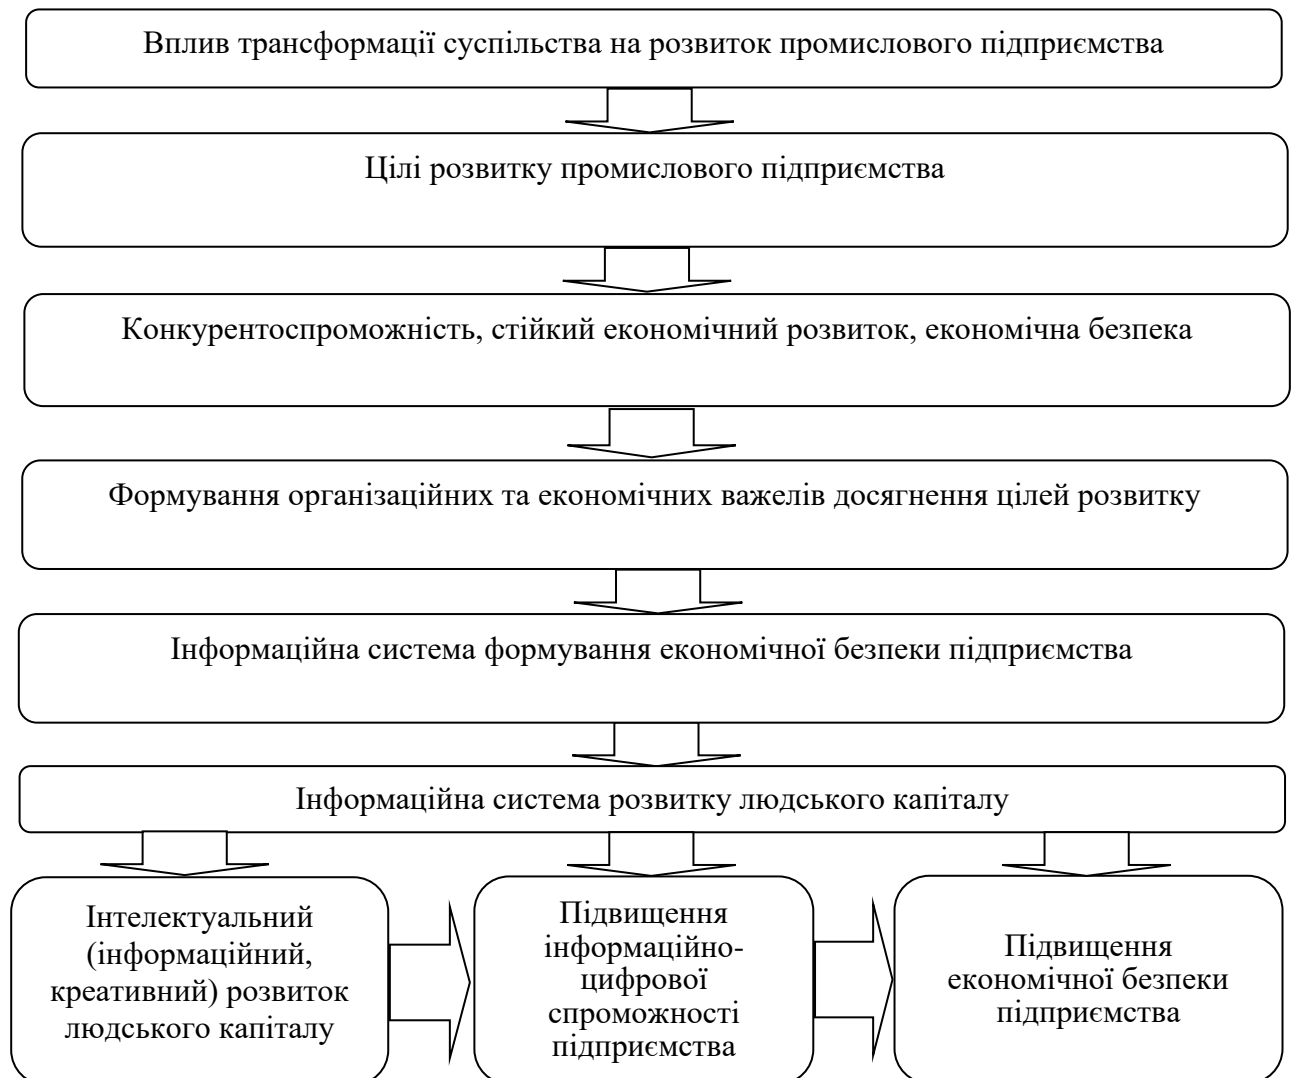 Вплив трансформації суспільства на розвиток промислового підприємства
Цілі розвитку промислового підприємства
Конкурентоспроможність, стійкий економічний розвиток, економічна безпека
Формування організаційних та економічних важелів досягнення цілей розвитку
Інформаційна система формування економічної безпеки підприємства
Інформаційна система розвитку людського капіталу
Інтелектуальний
(інформаційний,
креативний) розвиток
людського капіталу
Підвищення
інформаційно-
цифрової
спроможності
підприємства
Підвищення
економічної безпеки
підприємства